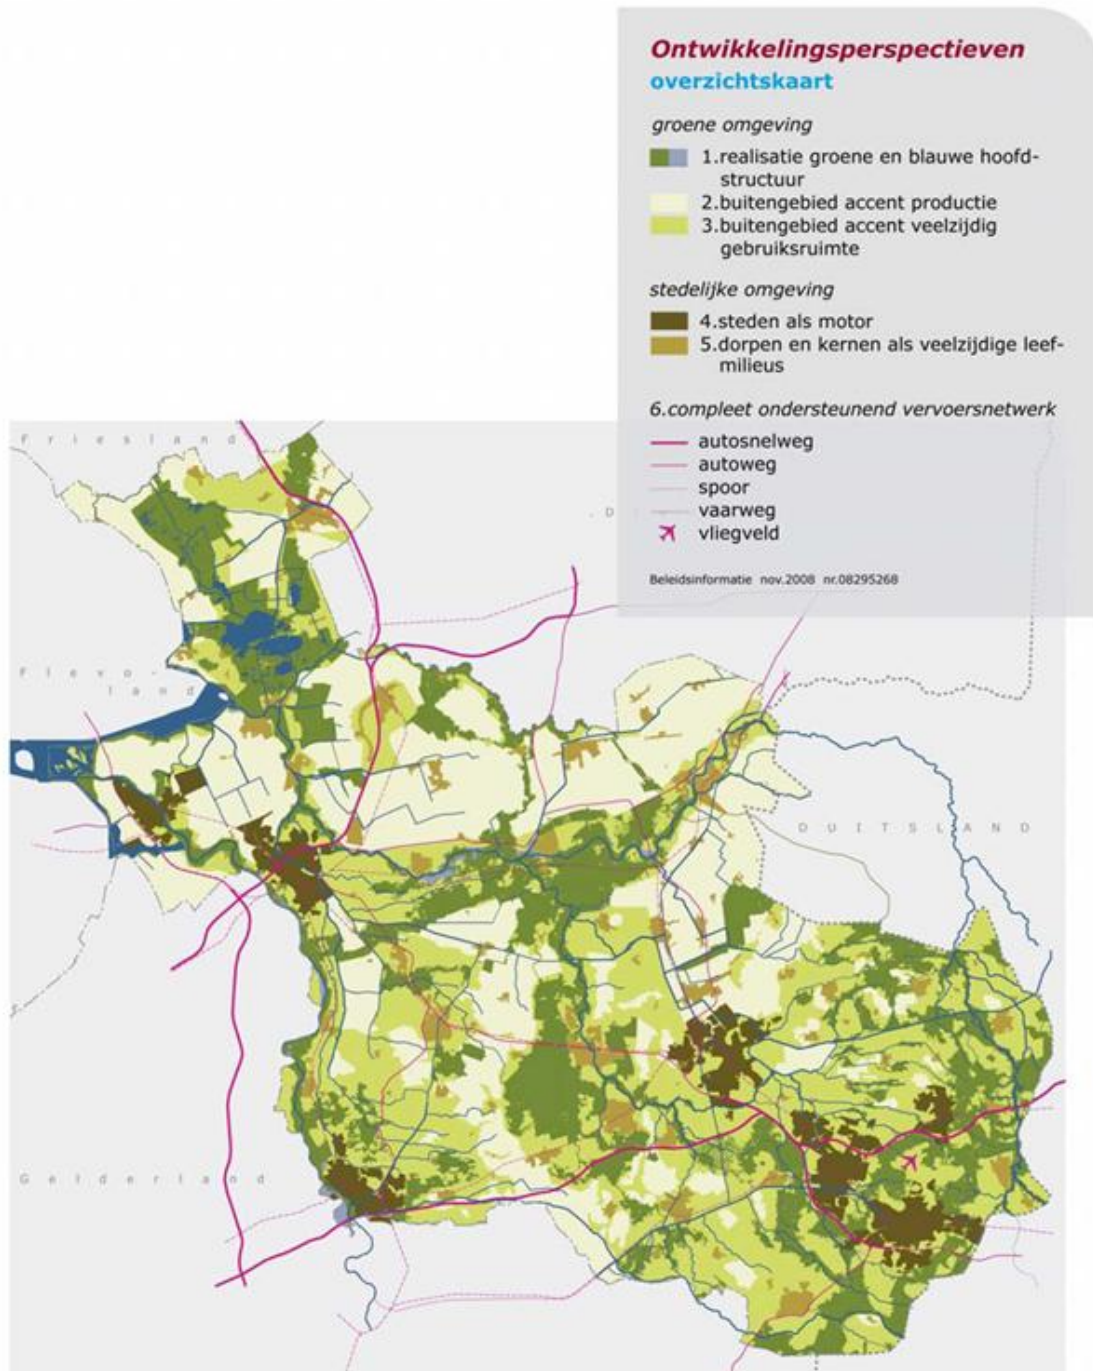 Ontwikkelingsperspectieven
overzichtskaart
groene omgeving
1.realisatie groene en blauwe hoofd-
structuur
2.buitengebied accent productie
3.buitengebied accent veelzijdig
gebruiksruimte
stedelijke omgeving
4.steden als motor
5.dorpen en kernen als veelzijdige leef-
milieus
6.compleet ondersteunend vervoersnetwerk
autosnelweg
autoweg
spoor
vaarweg
vliegveld
Beleidsinformatie nov.2008 nr.08295268
Friesland
Flevo-
land
DUITSLAND
Gelderland